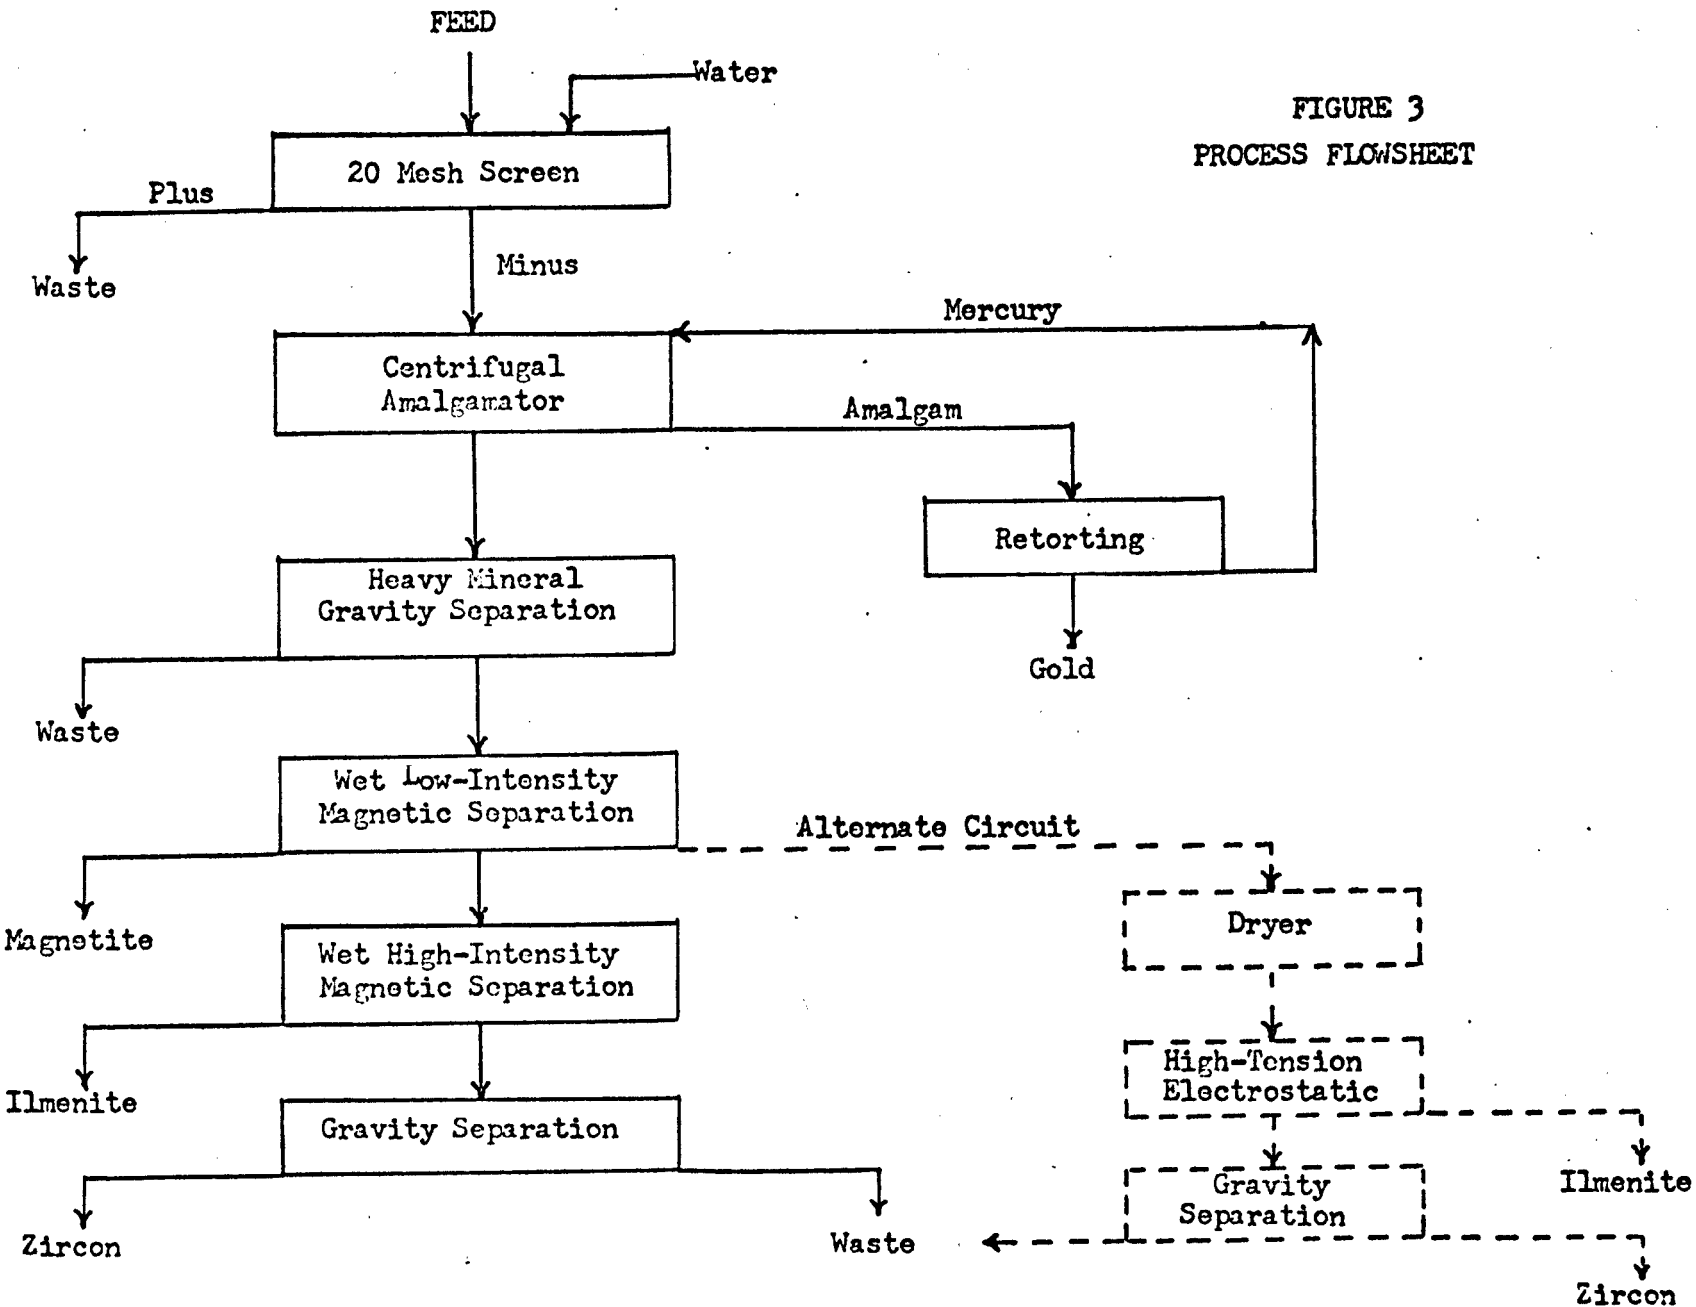 FEED
Water
FIGURE 3
PROCESS FLOWSHEET
20 Mesh Screen
Plus
Waste
Minus
Mercury
Centrifugal
Amalgamator
Amalgam
Retorting
Gold
Heavy Mineral
Gravity Separation
Waste
Wet Low-Intensity
Magnetic Separation
Alternate Circuit
Magnetite
Dryer
Wet High-Intensity
Magnetic Separation
Ilmenite
High-Tension
Electrostatic
Gravity Separation
Ilmenite
Gravity
Separation
Zircon
Waste
Zircon